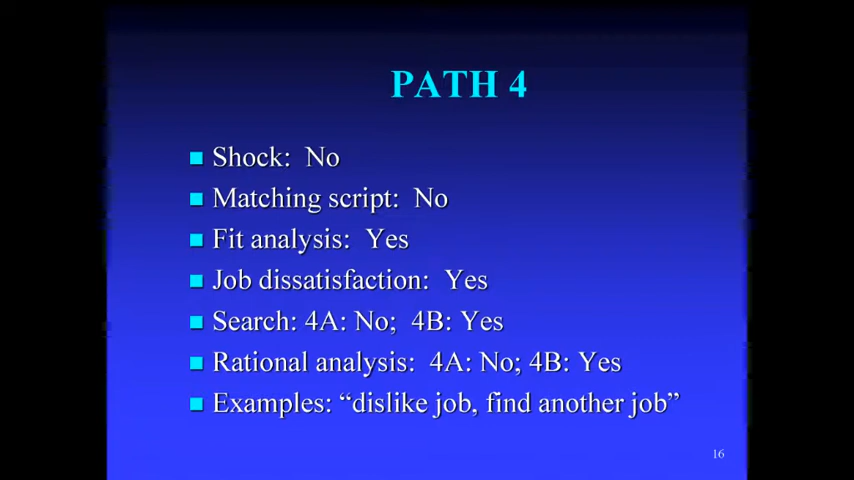 PATH 4
Shock:  No
Matching script:  No
Fit analysis:  Yes
Job dissatisfaction:  Yes
Search: 4A: No;  4B: Yes
Rational analysis:  4A: No; 4B: Yes
Examples: “dislike job, find another job”
16